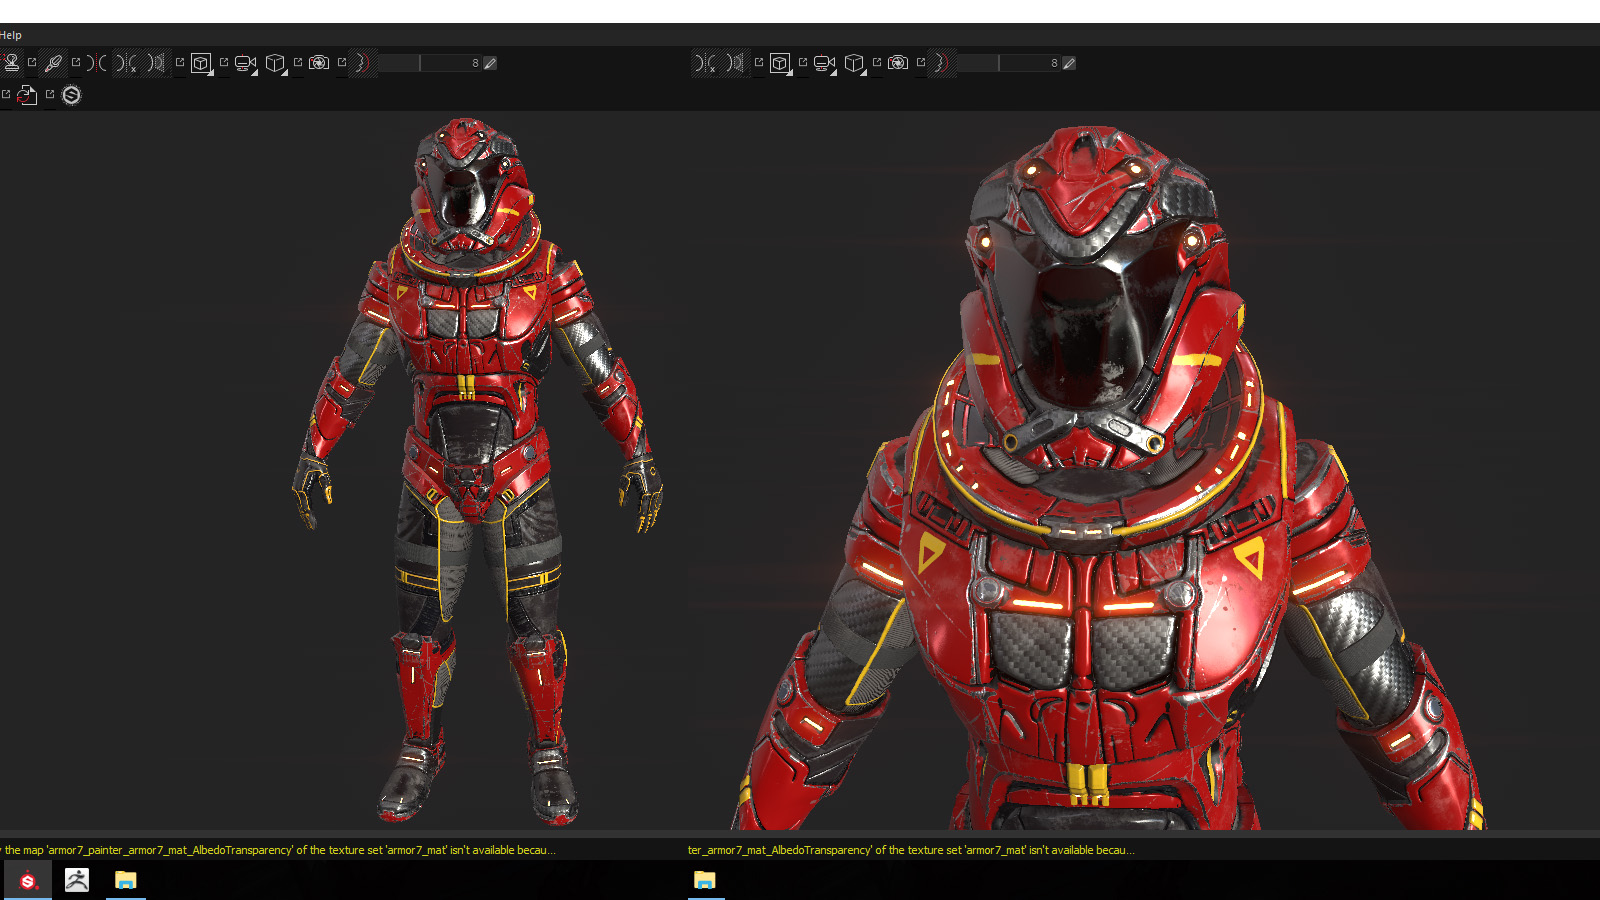 Help
8
8
the map 'armor7_painter_armor7_mat_AlbedoTransparency' of the texture set 'armor7_mat' isn't available becau...
ter_armor7_mat_AlbedoTransparency' of the texture set 'armor7_mat' isn't available becau...